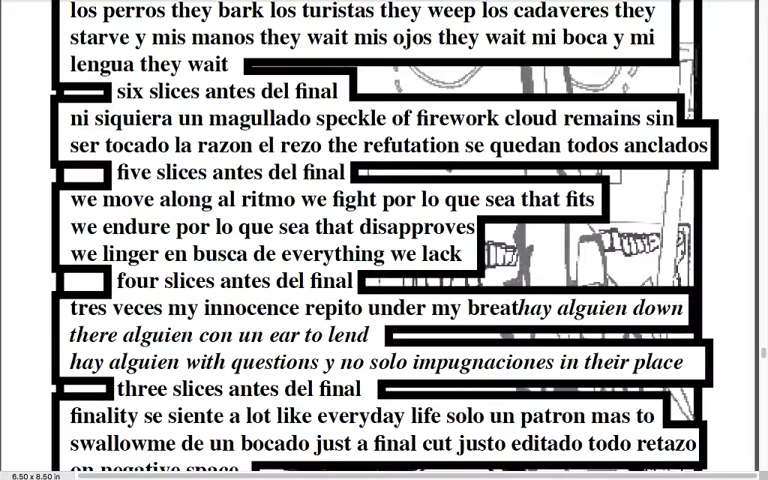 los perros they bark los turistas they weep los cadaveres they
starve y mis manos they wait mis ojos they wait mi boca y mi
lengua they wait
six slices antes del final
ni siquiera un magullado speckle of firework cloud remains sin
ser tocado la razon el rezo the refutation se quedan todos anclados
five slices antes del final
we move along al ritmo we fight por lo que sea that fits
we endure por lo que sea that disapproves
we linger en busca de everything we lack
four slices antes del final
tres veces my innocence repito under my breathay alguien down
there alguien con un ear to lend
hay alguien with questions y no solo impugnaciones in their place
three slices antes del final
finality se siente a lot like everyday life solo un patron mas to
swallowme de un bocado just a final cut justo editado todo retazo
on negative space
6.50 x 8.50 in